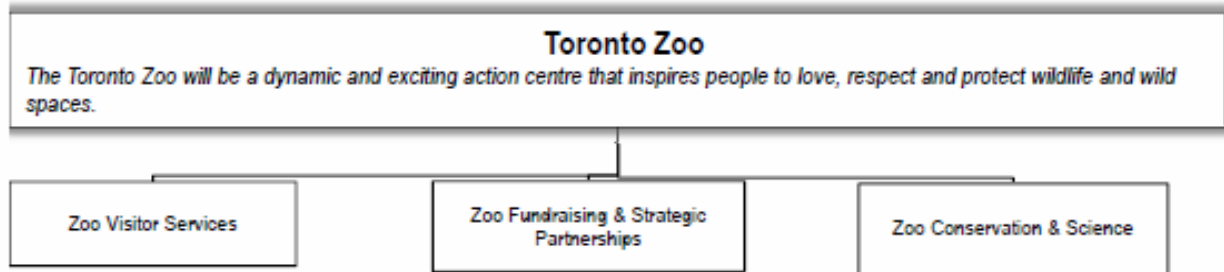 Toronto Zoo
The Toronto Zoo will be a dynamic and exciting action centre that inspires people to love, respect and protect wildlife and wild
spaces.
Zoo Visitor Services
Zoo Fundraising & Strategic
Partnerships
Zoo Conservation & Science